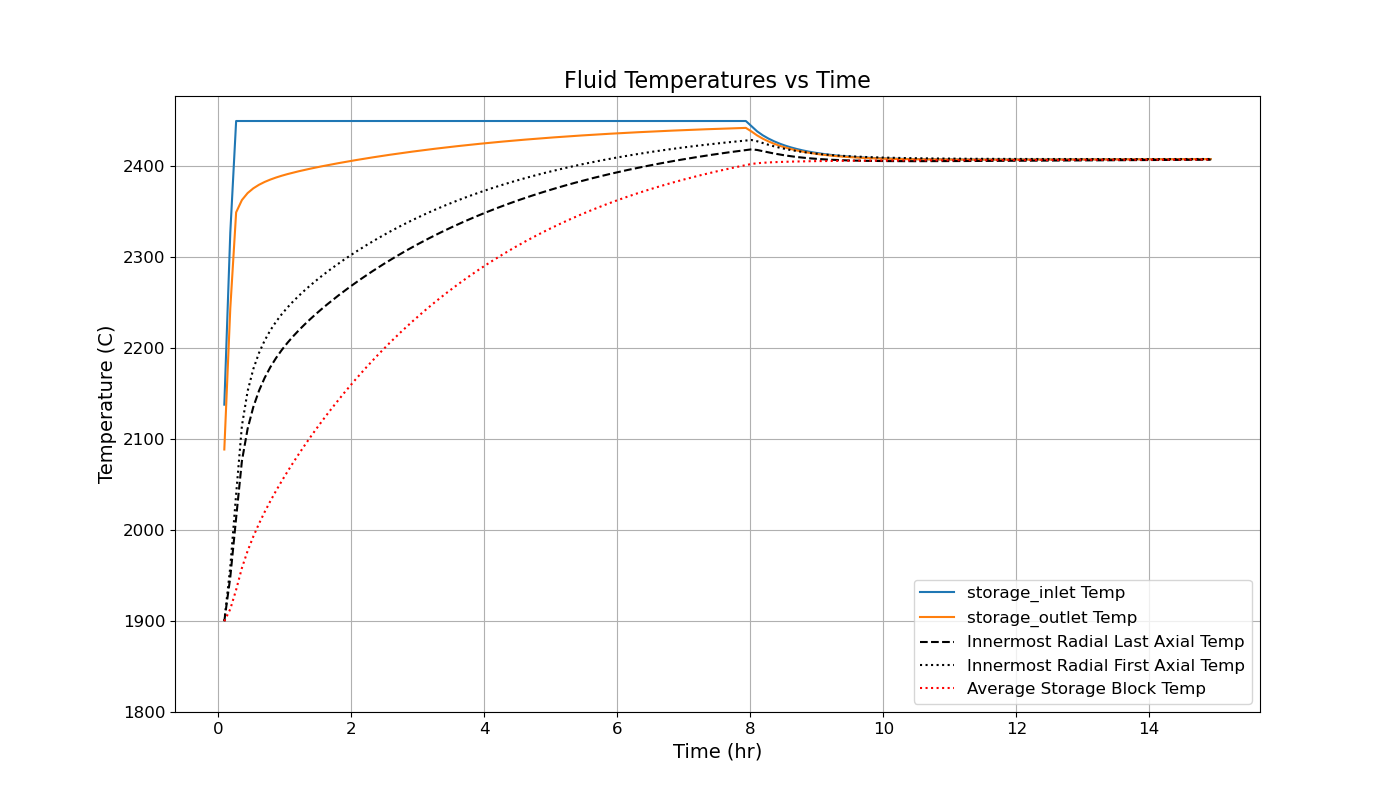 Fluid Temperatures vs Time
Temperature (C)
2400
2300
2200
2100
2000
1900
1800
storage_inlet Temp
storage_outlet Temp
Innermost Radial Last Axial Temp
Innermost Radial First Axial Temp
Average Storage Block Temp
0 2 4 6 8 10 12 14
Time (hr)